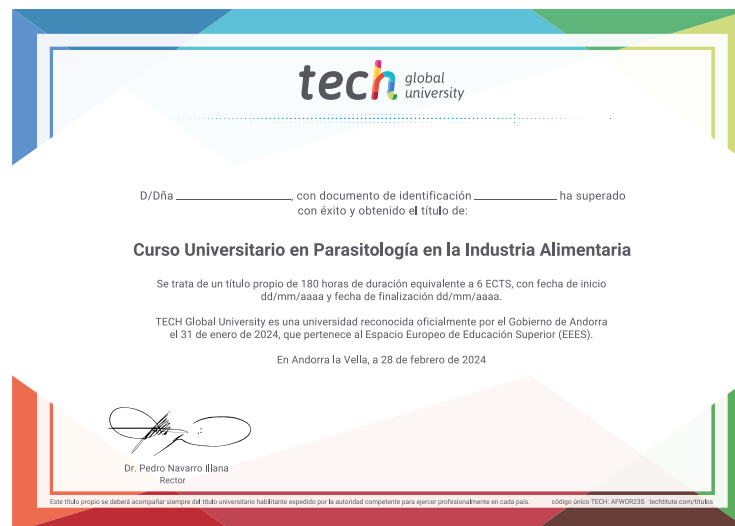 tech global university
D/Dña ____________________, con documento de identificación ______________ ha superado
con éxito y obtenido el título de:
Curso Universitario en Parasitología en la Industria Alimentaria
Se trata de un título propio de 180 horas de duración equivalente a 6 ECTS, con fecha de inicio
dd/mm/aaaa y fecha de finalización dd/mm/aaaa.
TECH Global University es una universidad reconocida oficialmente por el Gobierno de Andorra
el 31 de enero de 2024, que pertenece al Espacio Europeo de Educación Superior (EEES).
En Andorra la Vella, a 28 de febrero de 2024
Dr. Pedro Navarro Illana
Rector
Este título propio se deberá acompañar siempre del título universitario habilitante expedido por la autoridad competente para ejercer profesionalmente en cada país. código único TECH: AFWOR23S techtitute.com/titulos